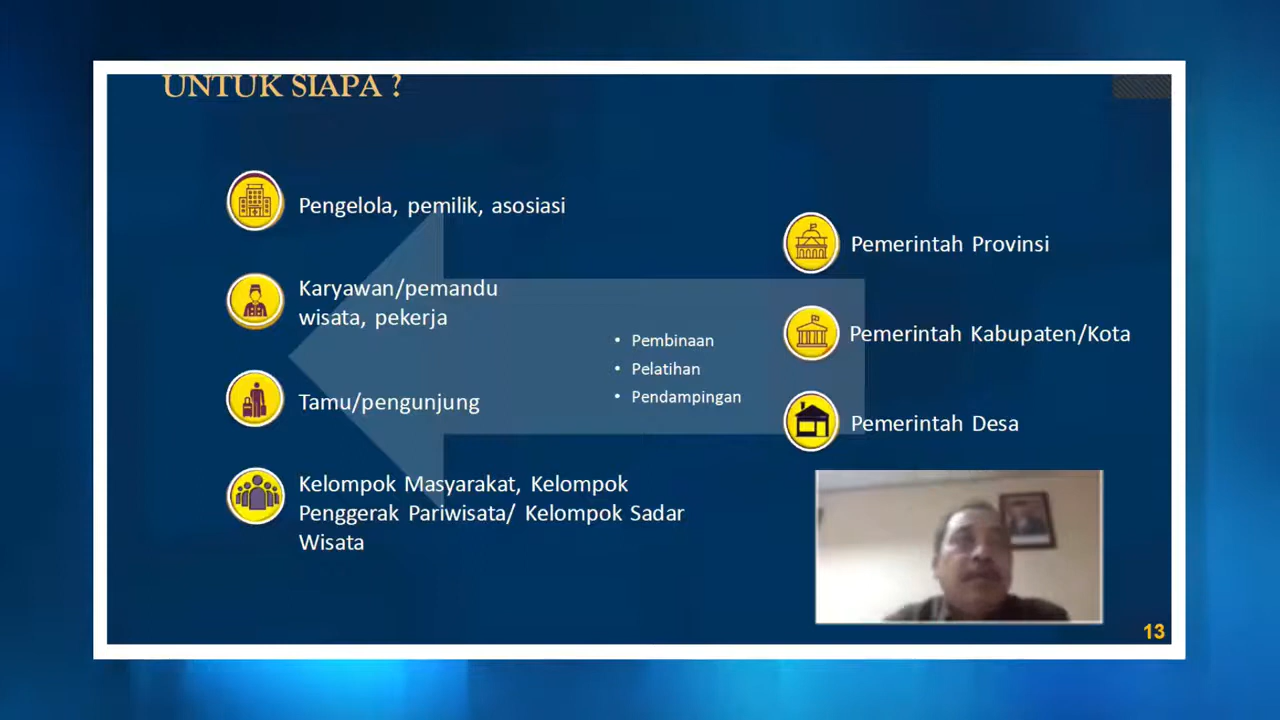 UNTUK SIAPA ?
Pengelola, pemilik, asosiasi
Karyawan/pemandu
wisata, pekerja
Tamu/pengunjung
Kelompok Masyarakat, Kelompok
Penggerak Pariwisata/ Kelompok Sadar
Wisata
• Pembinaan
• Pelatihan
• Pendampingan
Pemerintah Provinsi
Pemerintah Kabupaten/Kota
Pemerintah Desa
13